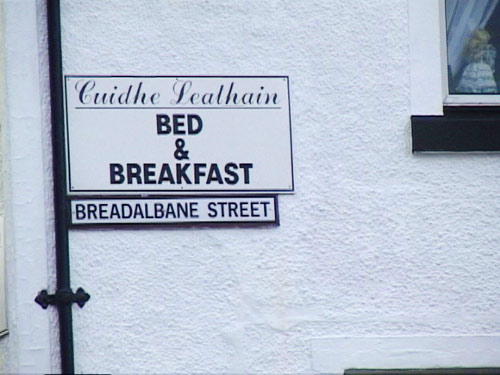 Cuidhe Leathain
BED
&
BREAKFAST
BREADALBANE STREET